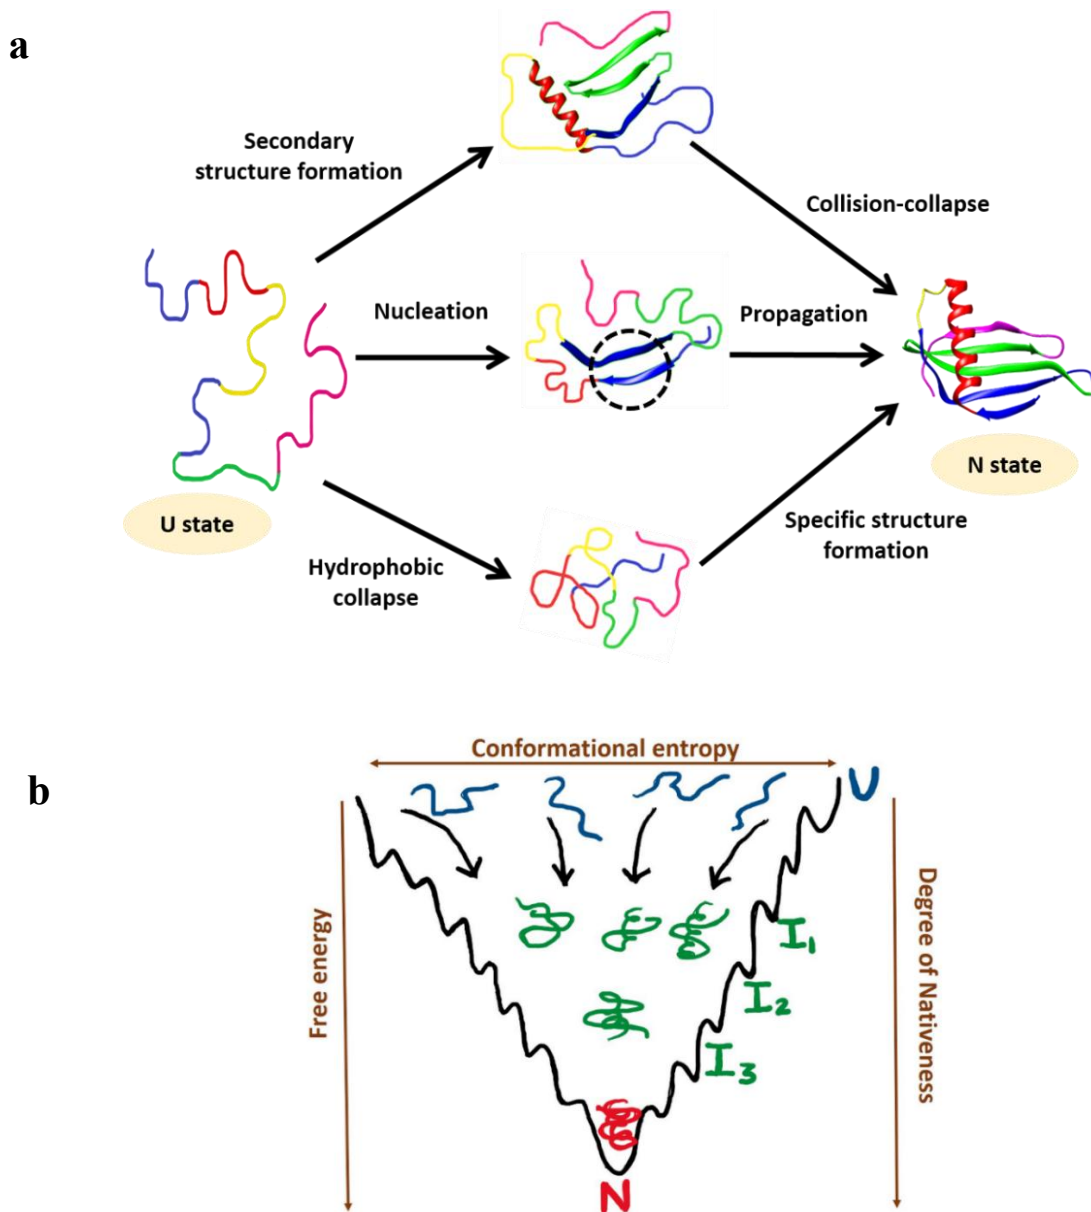 a
Secondary
structure formation
Collision-collapse
Nucleation
Propagation
N state
U state
Specific structure
formation
Hydrophobic
collapse
b
Conformational entropy
U
Free energy
Degree of Nativeness
I1
I2
I3
N